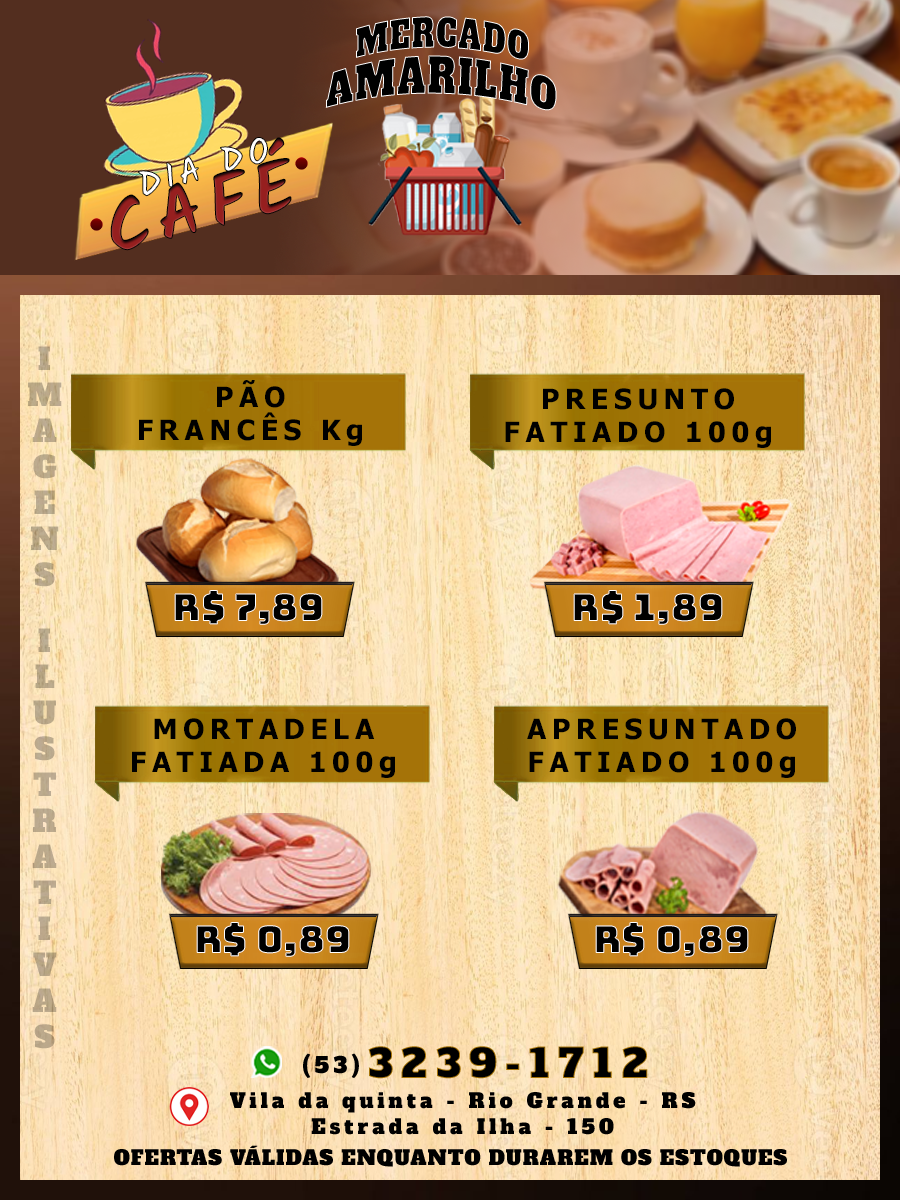 MERCADO
AMARILHO
DIA DO
CAFÉ
IMAGENS ILUSTRATIVAS
PÃO
FRANCÊS Kg
R$ 7,89
PRESUNTO
FATIADO 100g
R$ 1,89
MORTADELA
FATIADA 100g
R$ 0,89
APRESUNTADO
FATIADO 100g
R$ 0,89
(53) 3239-1712
Vila da quinta - Rio Grande - RS
Estrada da Ilha - 150
OFERTAS VÁLIDAS ENQUANTO DURAREM OS ESTOQUES